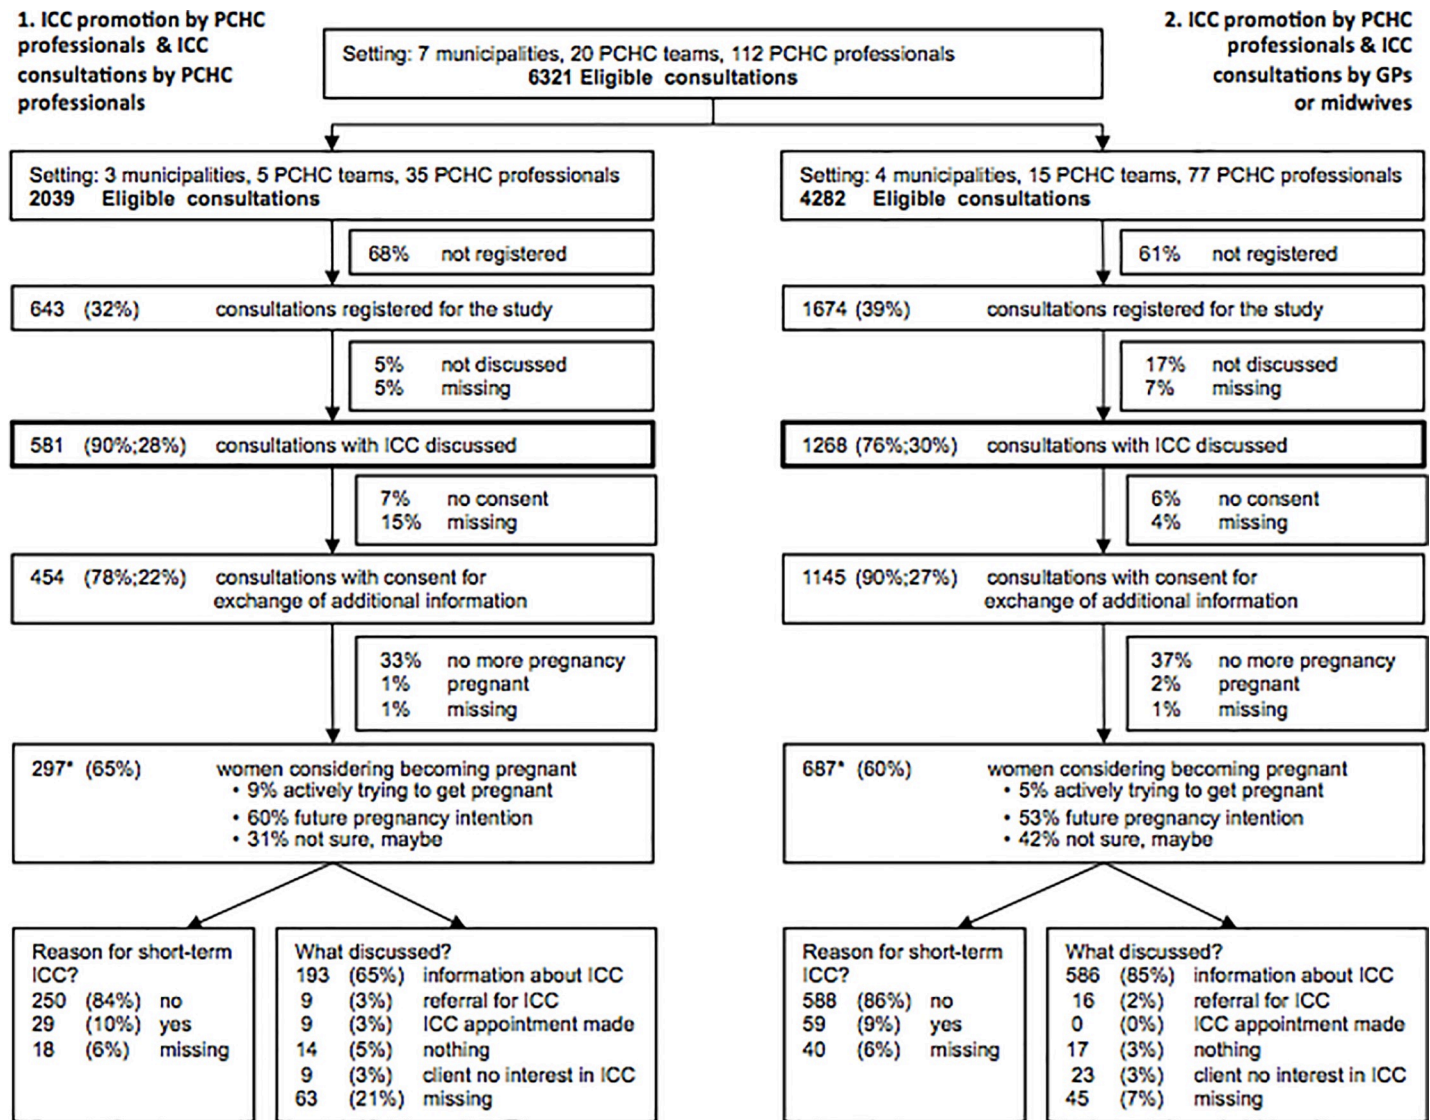 1. ICC promotion by PCHC
professionals & ICC
consultations by PCHC
professionals
2. ICC promotion by PCHC
professionals & ICC
consultations by GPs
or midwives
Setting: 7 municipalities, 20 PCHC teams, 112 PCHC professionals
6321 Eligible consultations
Setting: 3 municipalities, 5 PCHC teams, 35 PCHC professionals
2039 Eligible consultations
68% not registered
643 (32%) consultations registered for the study
5% not discussed
5% missing
581 (90%;28%) consultations with ICC discussed
7% no consent
15% missing
454 (78%;22%) consultations with consent for
exchange of additional information
33% no more pregnancy
1% pregnant
1% missing
297* (65%) women considering becoming pregnant
• 9% actively trying to get pregnant
• 60% future pregnancy intention
• 31% not sure, maybe
Reason for short-term
ICC?
250 (84%) no
29 (10%) yes
18 (6%) missing
What discussed?
193 (65%) information about ICC
9 (3%) referral for ICC
9 (3%) ICC appointment made
14 (5%) nothing
9 (3%) client no interest in ICC
63 (21%) missing
Setting: 4 municipalities, 15 PCHC teams, 77 PCHC professionals
4282 Eligible consultations
61% not registered
1674 (39%) consultations registered for the study
17% not discussed
7% missing
1268 (76%;30%) consultations with ICC discussed
6% no consent
4% missing
1145 (90%;27%) consultations with consent for
exchange of additional information
37% no more pregnancy
2% pregnant
1% missing
687* (60%) women considering becoming pregnant
• 5% actively trying to get pregnant
• 53% future pregnancy intention
• 42% not sure, maybe
Reason for short-term
ICC?
588 (86%) no
59 (9%) yes
40 (6%) missing
What discussed?
586 (85%) information about ICC
16 (2%) referral for ICC
0 (0%) ICC appointment made
17 (3%) nothing
23 (3%) client no interest in ICC
45 (7%) missing